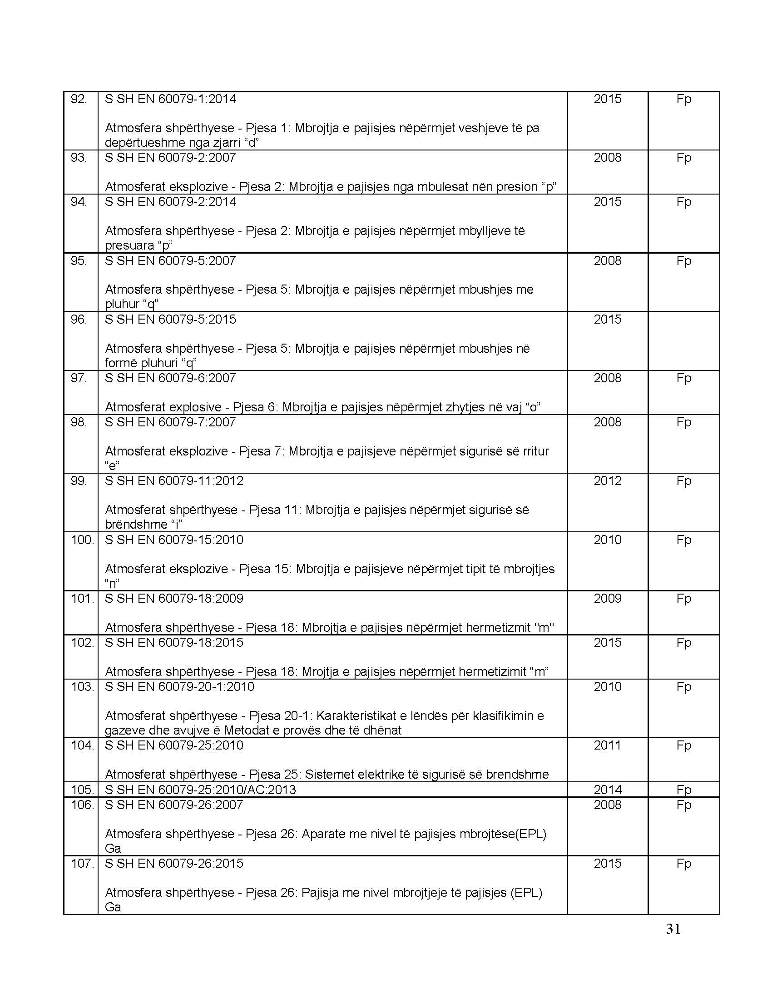 92. S SH EN 60079-1:2014 2015 Fp
Atmosfera shpërthyese - Pjesa 1: Mbrojtja e pajisjes nëpërmjet veshjeve të pa
depërtueshme nga zjarri “d”
93. S SH EN 60079-2:2007 2008 Fp
Atmosferat eksplozive - Pjesa 2: Mbrojtja e pajisjes nga mbulesat nën presion “p”
94. S SH EN 60079-2:2014 2015 Fp
Atmosfera shpërthyese - Pjesa 2: Mbrojtja e pajisjes nëpërmjet mbylljeve të
presuara “p”
95. S SH EN 60079-5:2007 2008 Fp
Atmosfera shpërthyese - Pjesa 5: Mbrojtja e pajisjes nëpërmjet mbushjes me
pluhur “q”
96. S SH EN 60079-5:2015 2015
Atmosfera shpërthyese - Pjesa 5: Mbrojtja e pajisjes nëpërmjet mbushjes në
formë pluhuri “q”
97. S SH EN 60079-6:2007 2008 Fp
Atmosferat explosive - Pjesa 6: Mbrojtja e pajisjes nëpërmjet zhytjes në vaj “o”
98. S SH EN 60079-7:2007 2008 Fp
Atmosferat eksplozive - Pjesa 7: Mbrojtja e pajisjeve nëpërmjet sigurisë së rritur
“e”
99. S SH EN 60079-11:2012 2012 Fp
Atmosferat shpërthyese - Pjesa 11: Mbrojtja e pajisjes nëpërmjet sigurisë së
brëndshme “i”
100. S SH EN 60079-15:2010 2010 Fp
Atmosferat eksplozive - Pjesa 15: Mbrojtja e pajisjeve nëpërmjet tipit të mbrojtjes
“n”
101. S SH EN 60079-18:2009 2009 Fp
Atmosfera shpërthyese - Pjesa 18: Mbrojtja e pajisjes nëpërmjet hermetizmit "m"
102. S SH EN 60079-18:2015 2015 Fp
Atmosfera shpërthyese - Pjesa 18: Mrojtja e pajisjes nëpërmjet hermetizimit “m”
103. S SH EN 60079-20-1:2010 2010 Fp
Atmosferat shpërthyese - Pjesa 20-1: Karakteristikat e lëndës për klasifikimin e
gazeve dhe avujve ë Metodat e provës dhe të dhënat
104. S SH EN 60079-25:2010 2011 Fp
Atmosferat shpërthyese - Pjesa 25: Sistemet elektrike të sigurisë së brendshme
105. S SH EN 60079-25:2010/AC:2013 2014 Fp
106. S SH EN 60079-26:2007 2008 Fp
Atmosfera shpërthyese - Pjesa 26: Aparate me nivel të pajisjes mbrojtëse(EPL)
Ga
107. S SH EN 60079-26:2015 2015 Fp
Atmosfera shpërthyese - Pjesa 26: Pajisja me nivel mbrojtjeje të pajisjes (EPL)
Ga
31